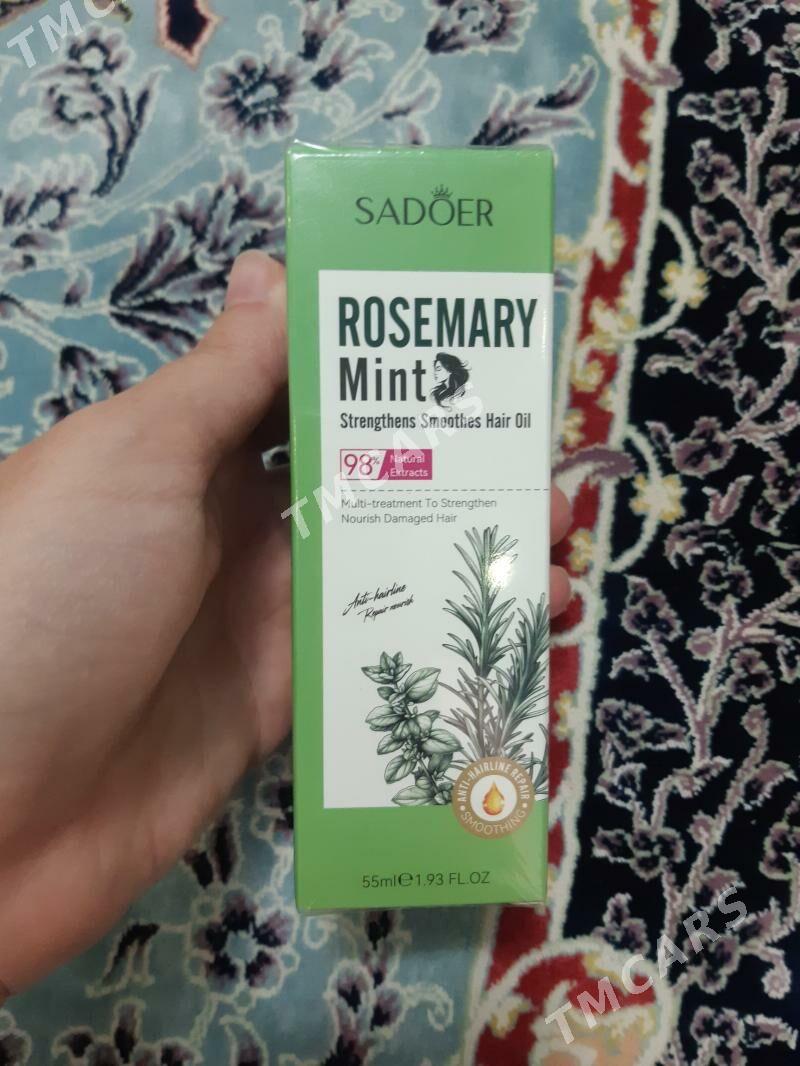 TMCARS
SADOER
ROSEMARY
Mint
Strengthens Smoothes Hair Oil
98% Natural
Extracts
TMCARS
Multi-treatment To Strengthen
Nourish Damaged Hair
Anti-hairline
Repair nourish
ANTI-HAIRLINE REPAIR
SMOOTHING
55ml℮1.93 FL.OZ
TMCARS